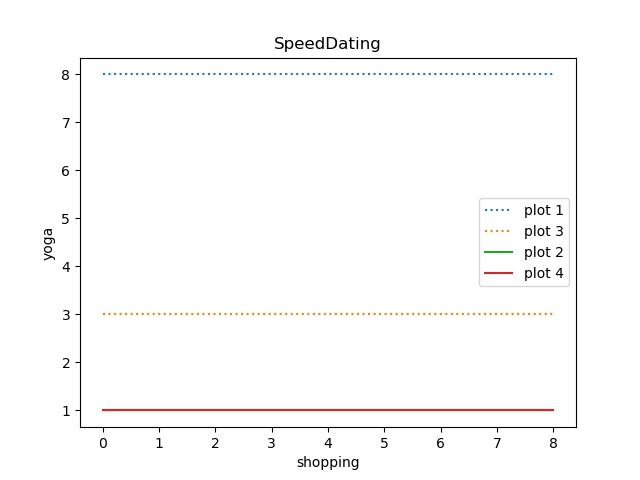 SpeedDating
8
7
6
5
4
3
2
1
yoga
plot 1
plot 3
plot 2
plot 4
0 1 2 3 4 5 6 7 8
shopping